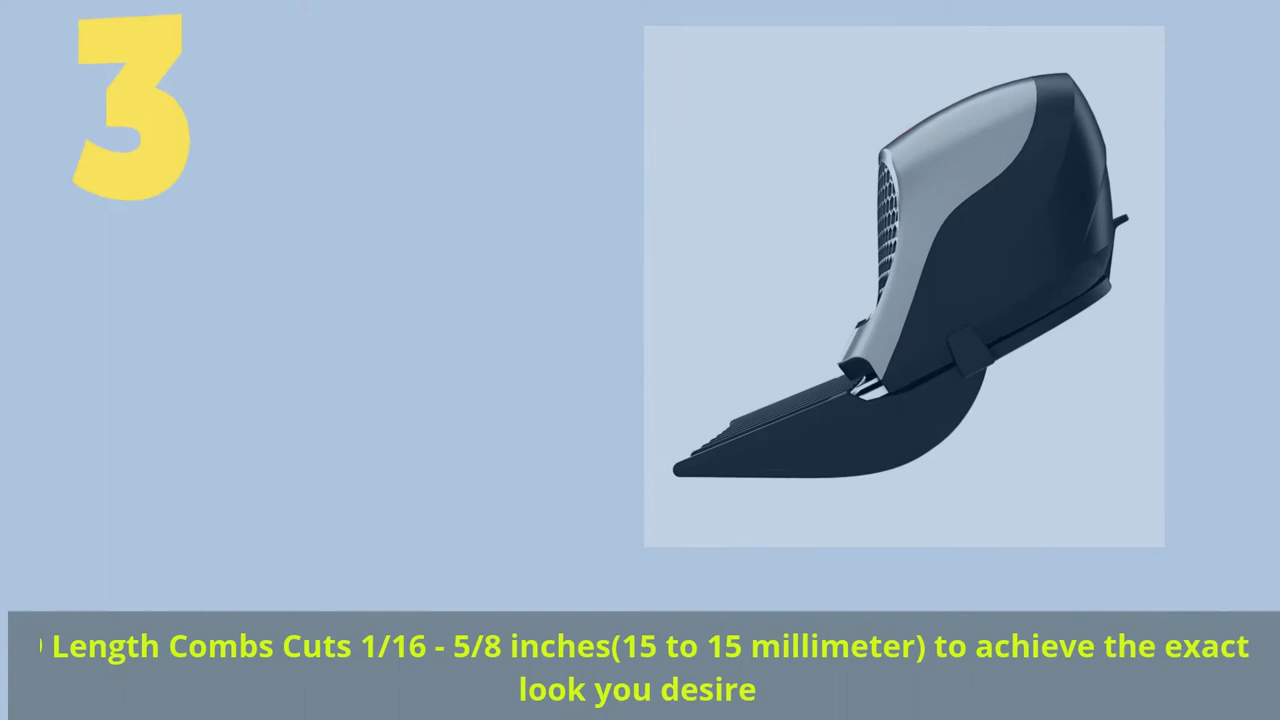 3
Length Combs Cuts 1/16 - 5/8 inches(15 to 15 millimeter) to achieve the exact
look you desire